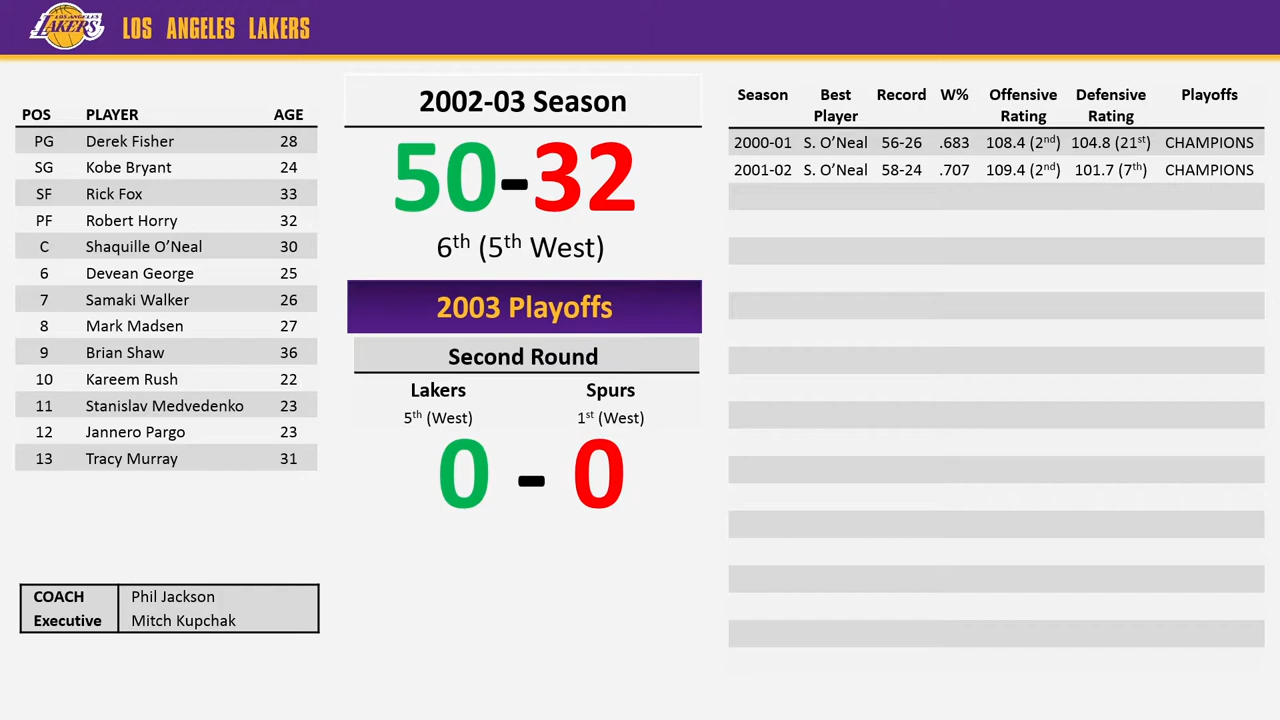 LOS ANGELES LAKERS
LOS ANGELES LAKERS
POS PLAYER AGE
PG Derek Fisher 28
SG Kobe Bryant 24
SF Rick Fox 33
PF Robert Horry 32
C Shaquille O’Neal 30
6 Devean George 25
7 Samaki Walker 26
8 Mark Madsen 27
9 Brian Shaw 36
10 Kareem Rush 22
11 Stanislav Medvedenko 23
12 Jannero Pargo 23
13 Tracy Murray 31
COACH Phil Jackson
Executive Mitch Kupchak
2002-03 Season
50-32
6th (5th West)
2003 Playoffs
Second Round
Lakers Spurs
5th (West) 1st (West)
0 - 0
Season Best Player Record W% Offensive Rating Defensive Rating Playoffs
2000-01 S. O’Neal 56-26 .683 108.4 (2nd) 104.8 (21st) CHAMPIONS
2001-02 S. O’Neal 58-24 .707 109.4 (2nd) 101.7 (7th) CHAMPIONS